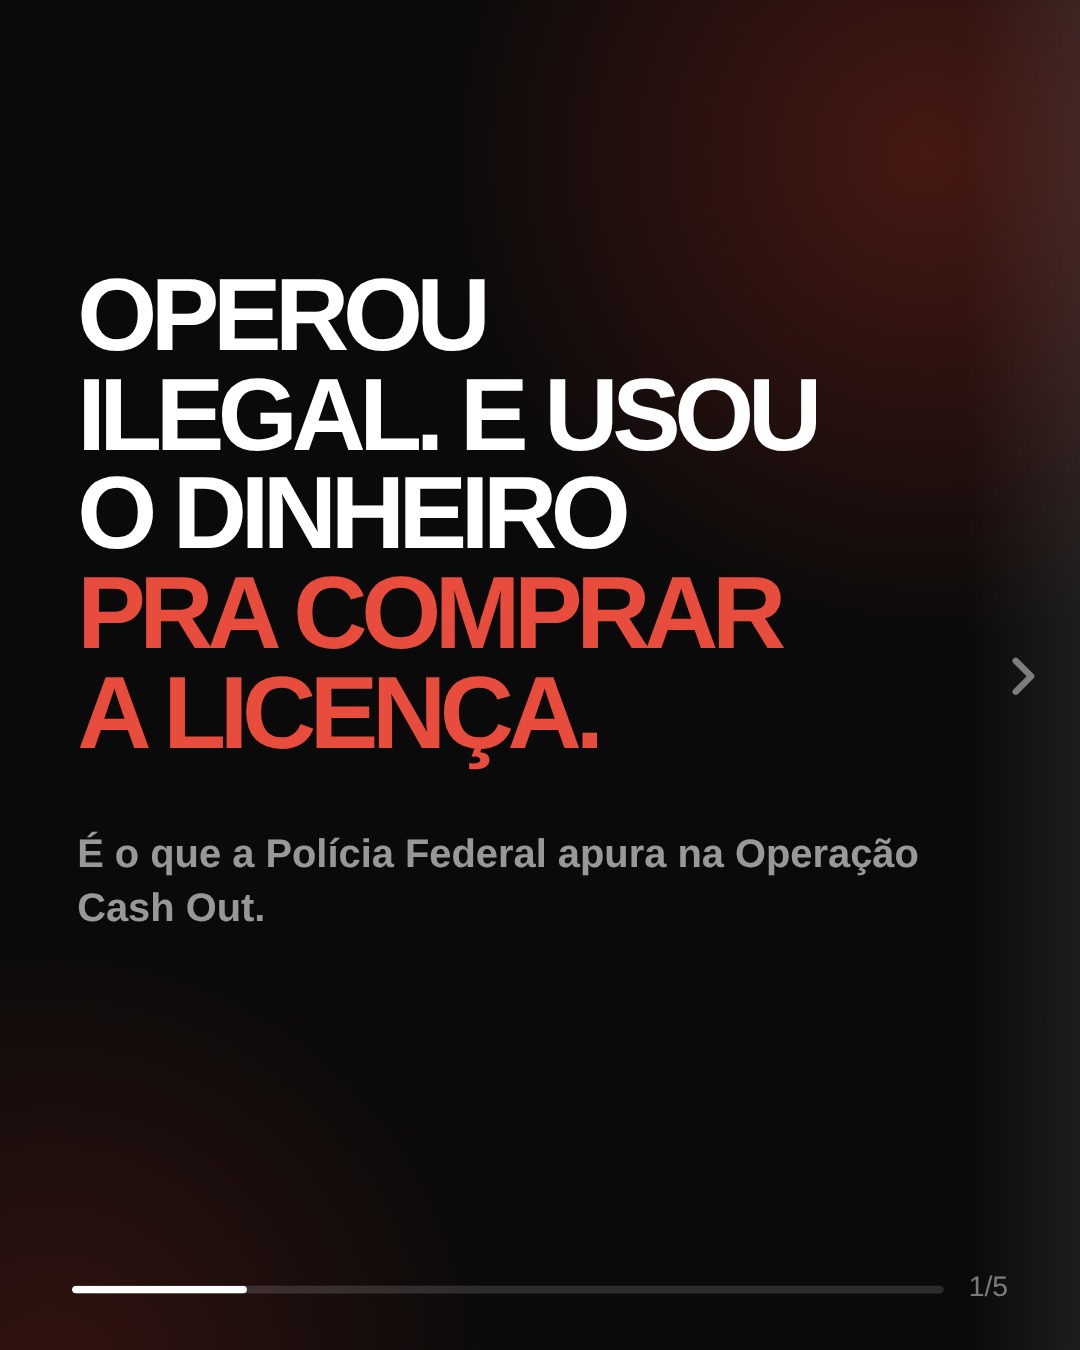 OPEROU
ILEGAL. E USOU
O DINHEIRO
PRA COMPRAR
A LICENÇA.
É o que a Polícia Federal apura na Operação
Cash Out.
1/5